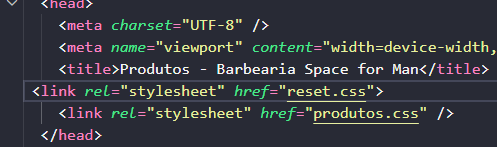 <head>
<meta charset="UTF-8" />
<meta name="viewport" content="width=device-width,
<title>Produtos - Barbearia Space for Man</title>
<link rel="stylesheet" href="reset.css">
<link rel="stylesheet" href="produtos.css" />
</head>